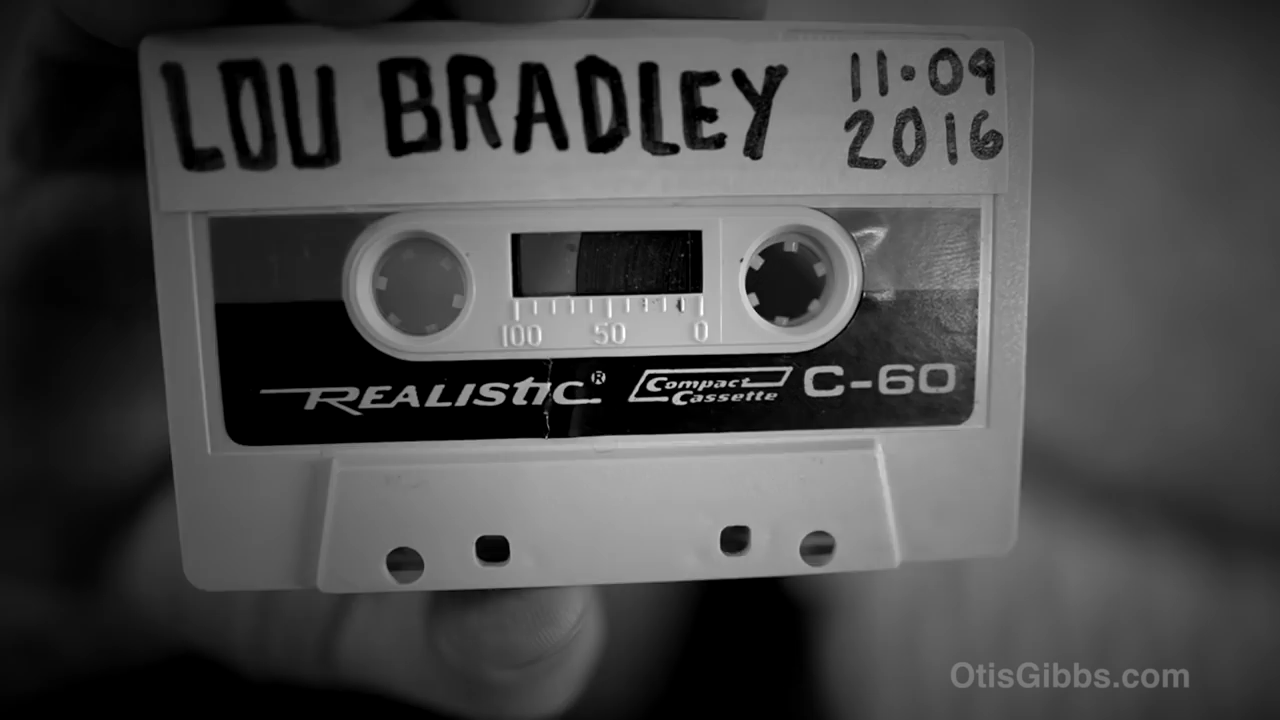 LOU BRADLEY
11·09
2016
100 50 0
REALISTIC®
Compact
Cassette
C-60
OtisGibbs.com